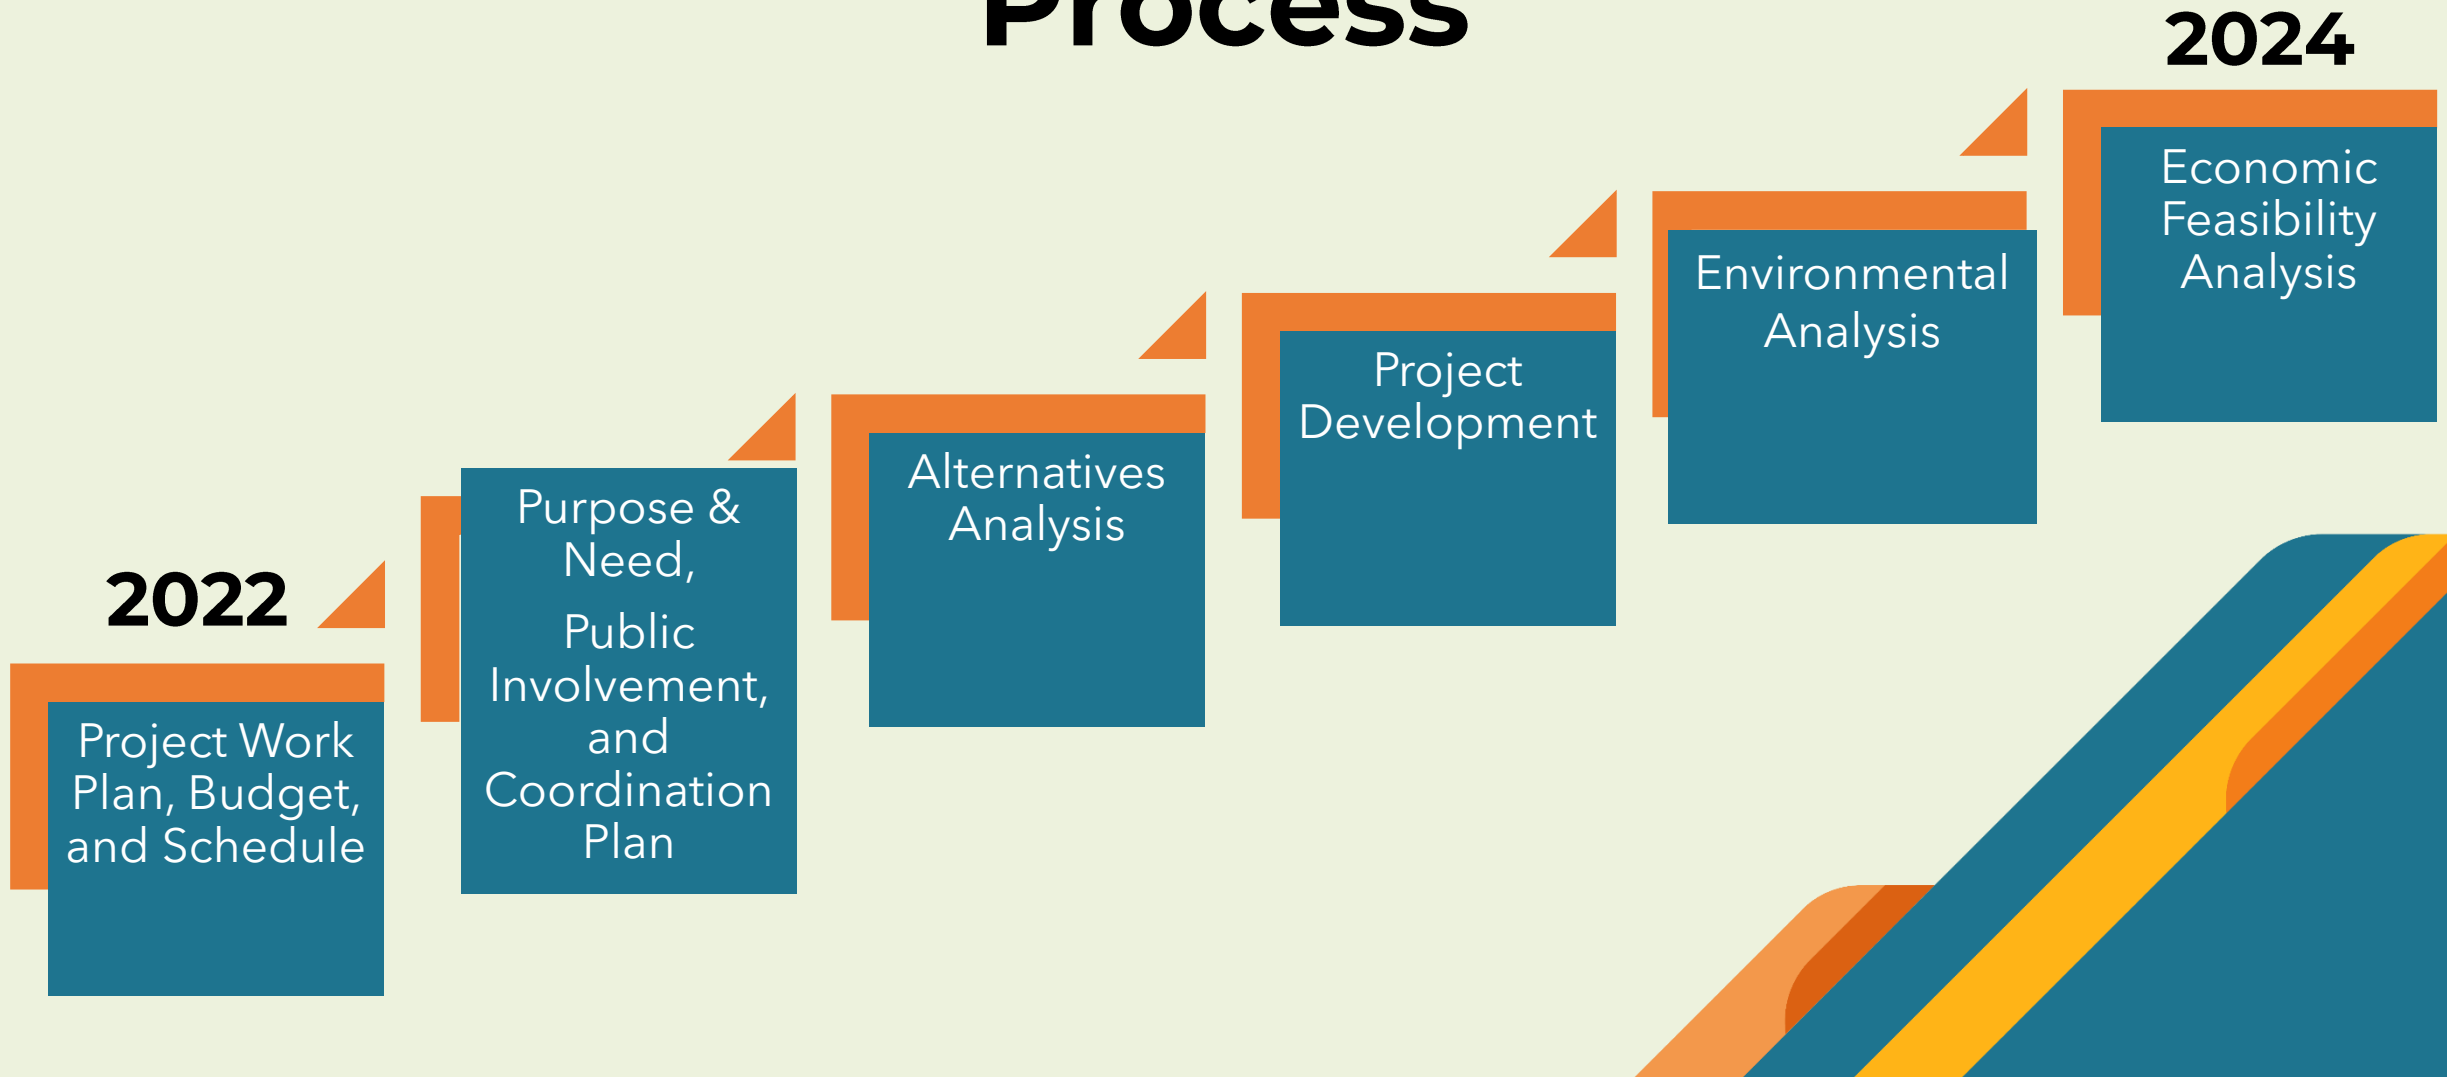 Process
2022
Project Work
Plan, Budget,
and Schedule
Purpose &
Need,
Public
Involvement,
and
Coordination
Plan
Alternatives
Analysis
Project
Development
Environmental
Analysis
2024
Economic
Feasibility
Analysis